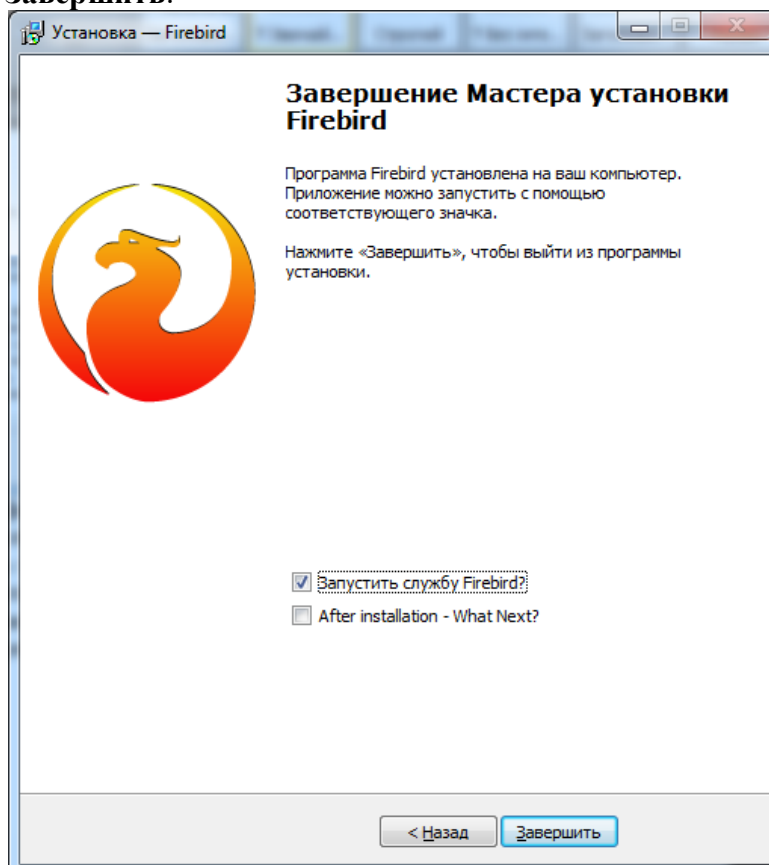 Завершить.
Установка — Firebird
Завершение Мастера установки
Firebird
Программа Firebird установлена на ваш компьютер.
Приложение можно запустить с помощью
соответствующего значка.
Нажмите «Завершить», чтобы выйти из программы
установки.
Запустить службу Firebird?
After installation - What Next?
< Назад
Завершить